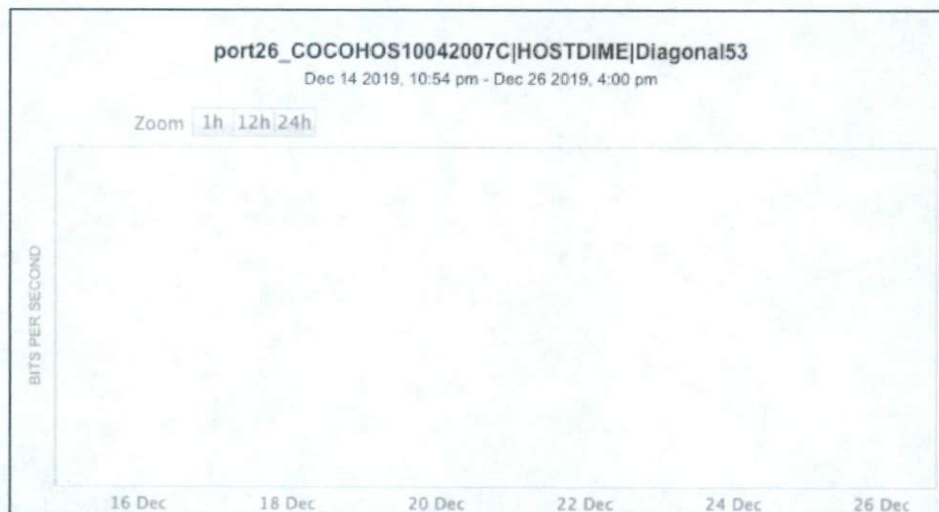 port26_COCOHOS10042007C|HOSTDIME|Diagonal53
Dec 14 2019, 10:54 pm - Dec 26 2019, 4:00 pm
Zoom 1h 12h 24h
BITS PER SECOND
16 Dec 18 Dec 20 Dec 22 Dec 24 Dec 26 Dec